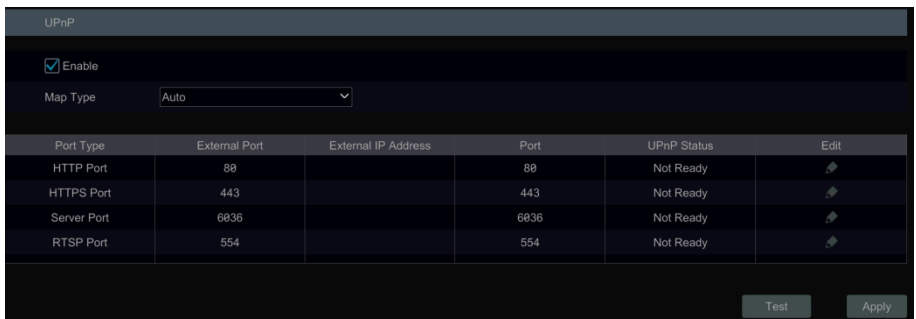 UPnP
Enable
Map Type Auto
Port Type External Port External IP Address Port UPnP Status Edit
HTTP Port 80 80 Not Ready
HTTPS Port 443 443 Not Ready
Server Port 6036 6036 Not Ready
RTSP Port 554 554 Not Ready
Test Apply